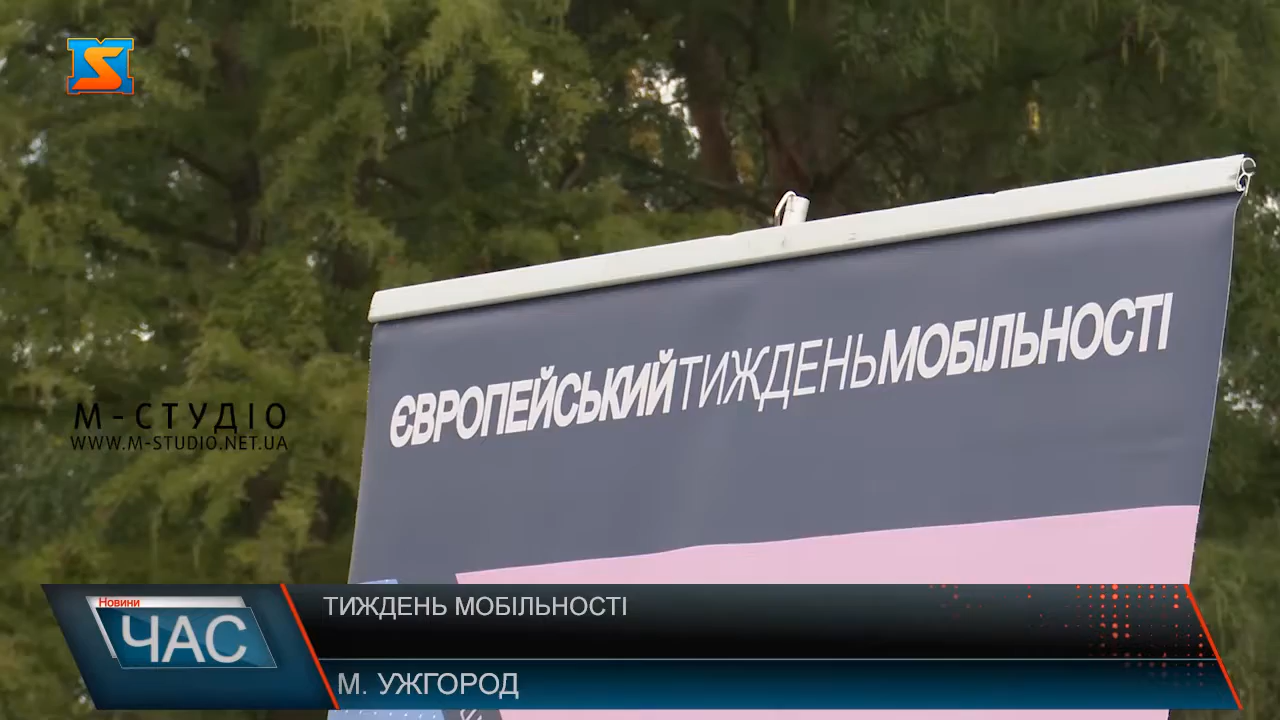 ЄВРОПЕЙСЬКИЙТИЖДЕНЬМОБІЛЬНОСТІ
М-СТУДІО
WWW.M-STUDIO.NET.UA
Новини
ЧАС
ТИЖДЕНЬ МОБІЛЬНОСТІ
М. УЖГОРОД